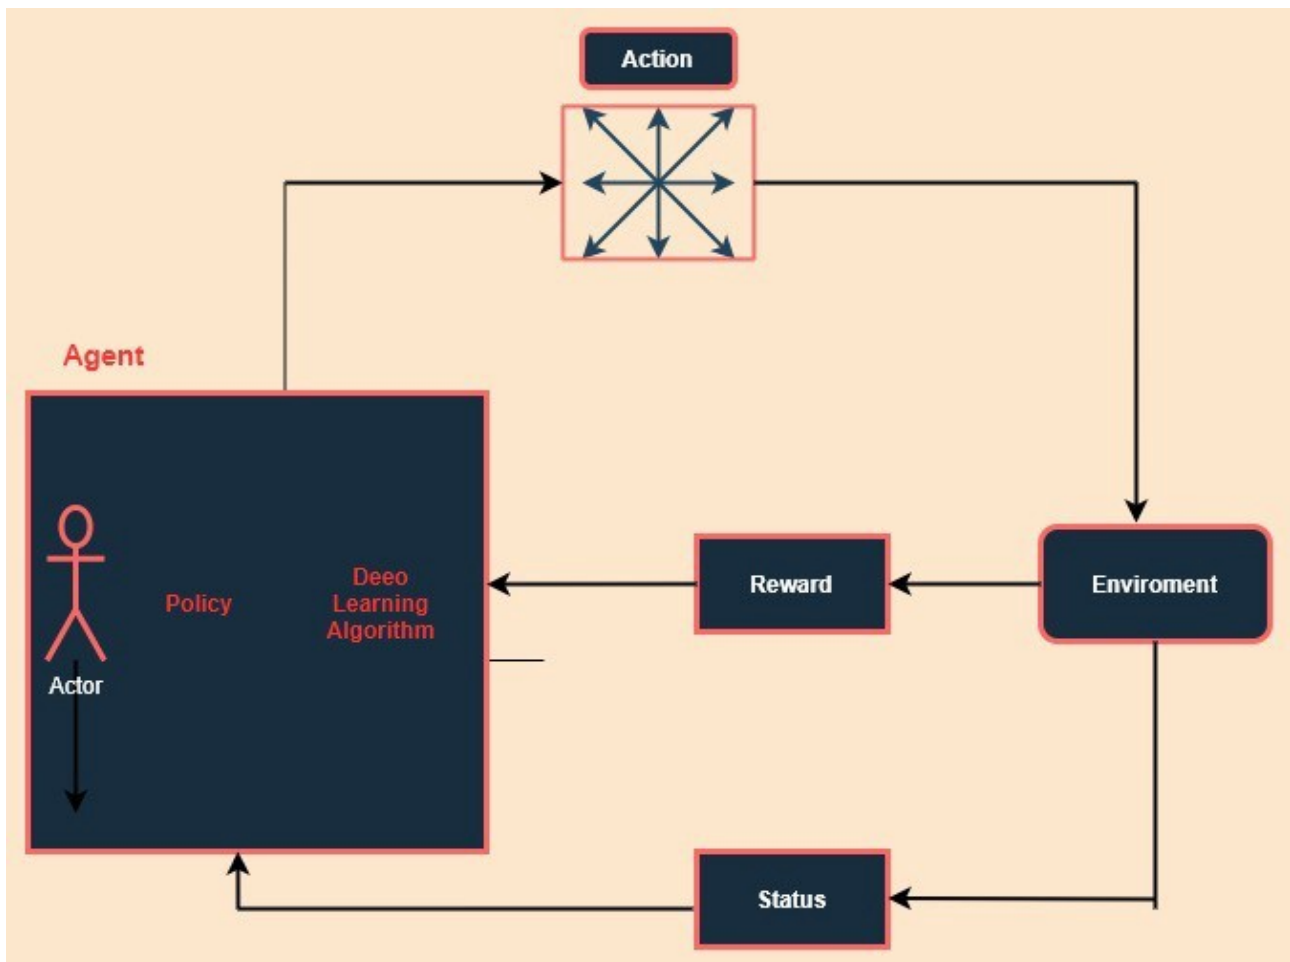 Action
Agent
Policy
Deeo
Learning
Algorithm
Actor
Reward
Enviroment
Status